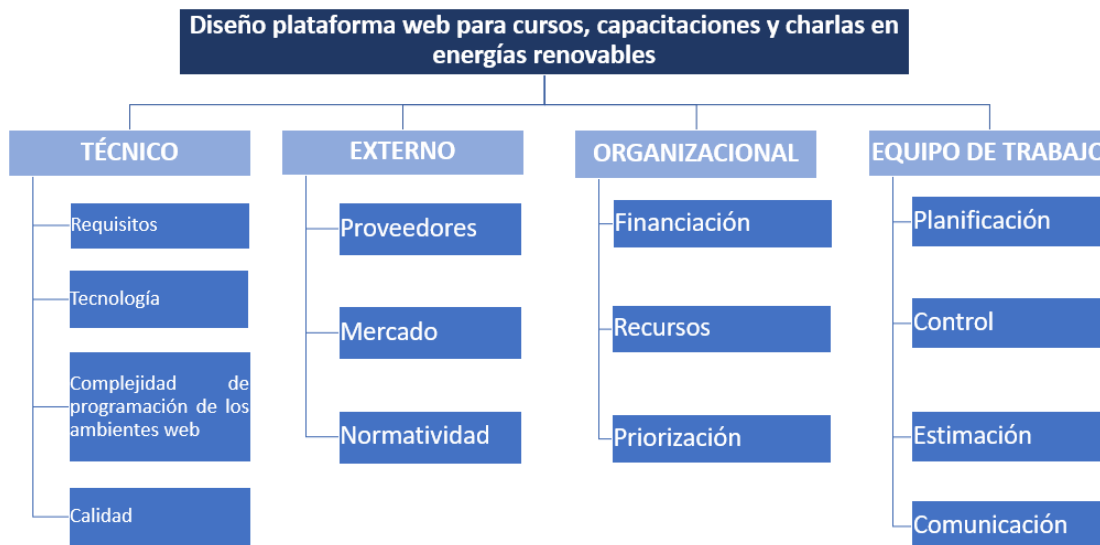 Diseño plataforma web para cursos, capacitaciones y charlas en
energías renovables
TÉCNICO
Requisitos
Tecnología
Complejidad de
programación de los
ambientes web
Calidad
EXTERNO
Proveedores
Mercado
Normatividad
ORGANIZACIONAL
Financiación
Recursos
Priorización
EQUIPO DE TRABAJO
Planificación
Control
Estimación
Comunicación